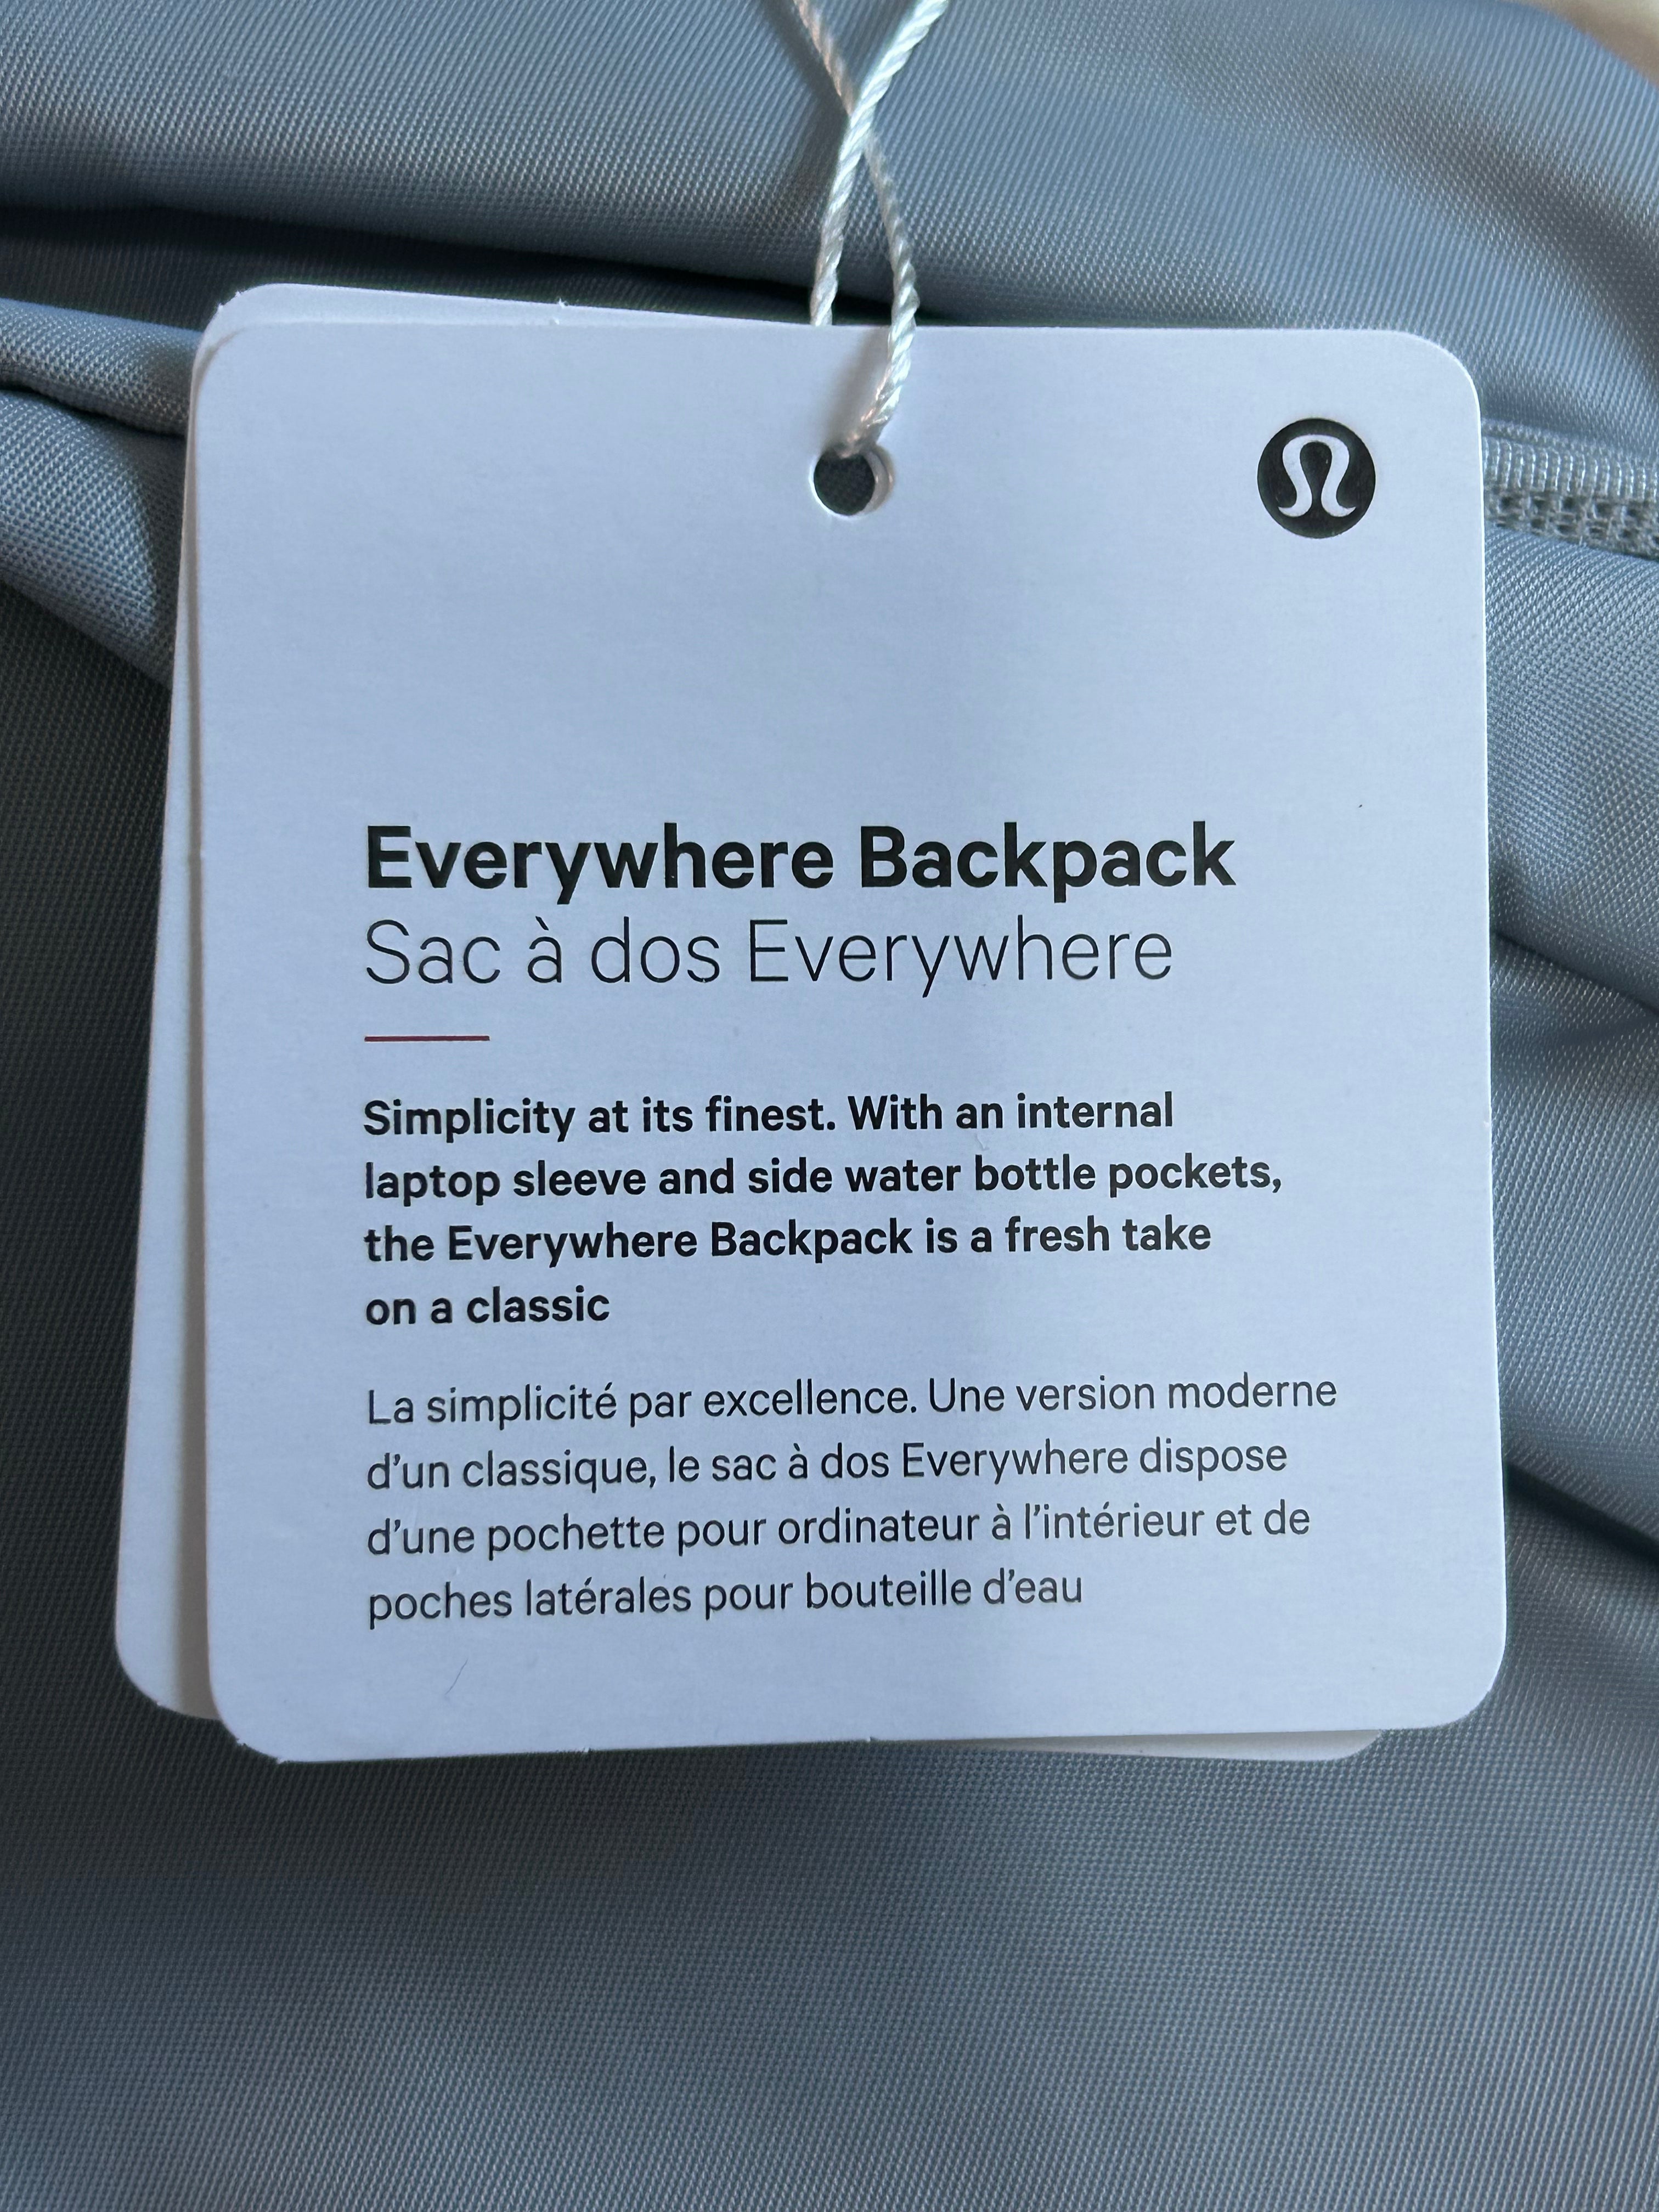 Everywhere Backpack
Sac à dos Everywhere
Simplicity at its finest. With an internal
laptop sleeve and side water bottle pockets,
the Everywhere Backpack is a fresh take
on a classic
La simplicité par excellence. Une version moderne
d’un classique, le sac à dos Everywhere dispose
d’une pochette pour ordinateur à l’intérieur et de
poches latérales pour bouteille d’eau